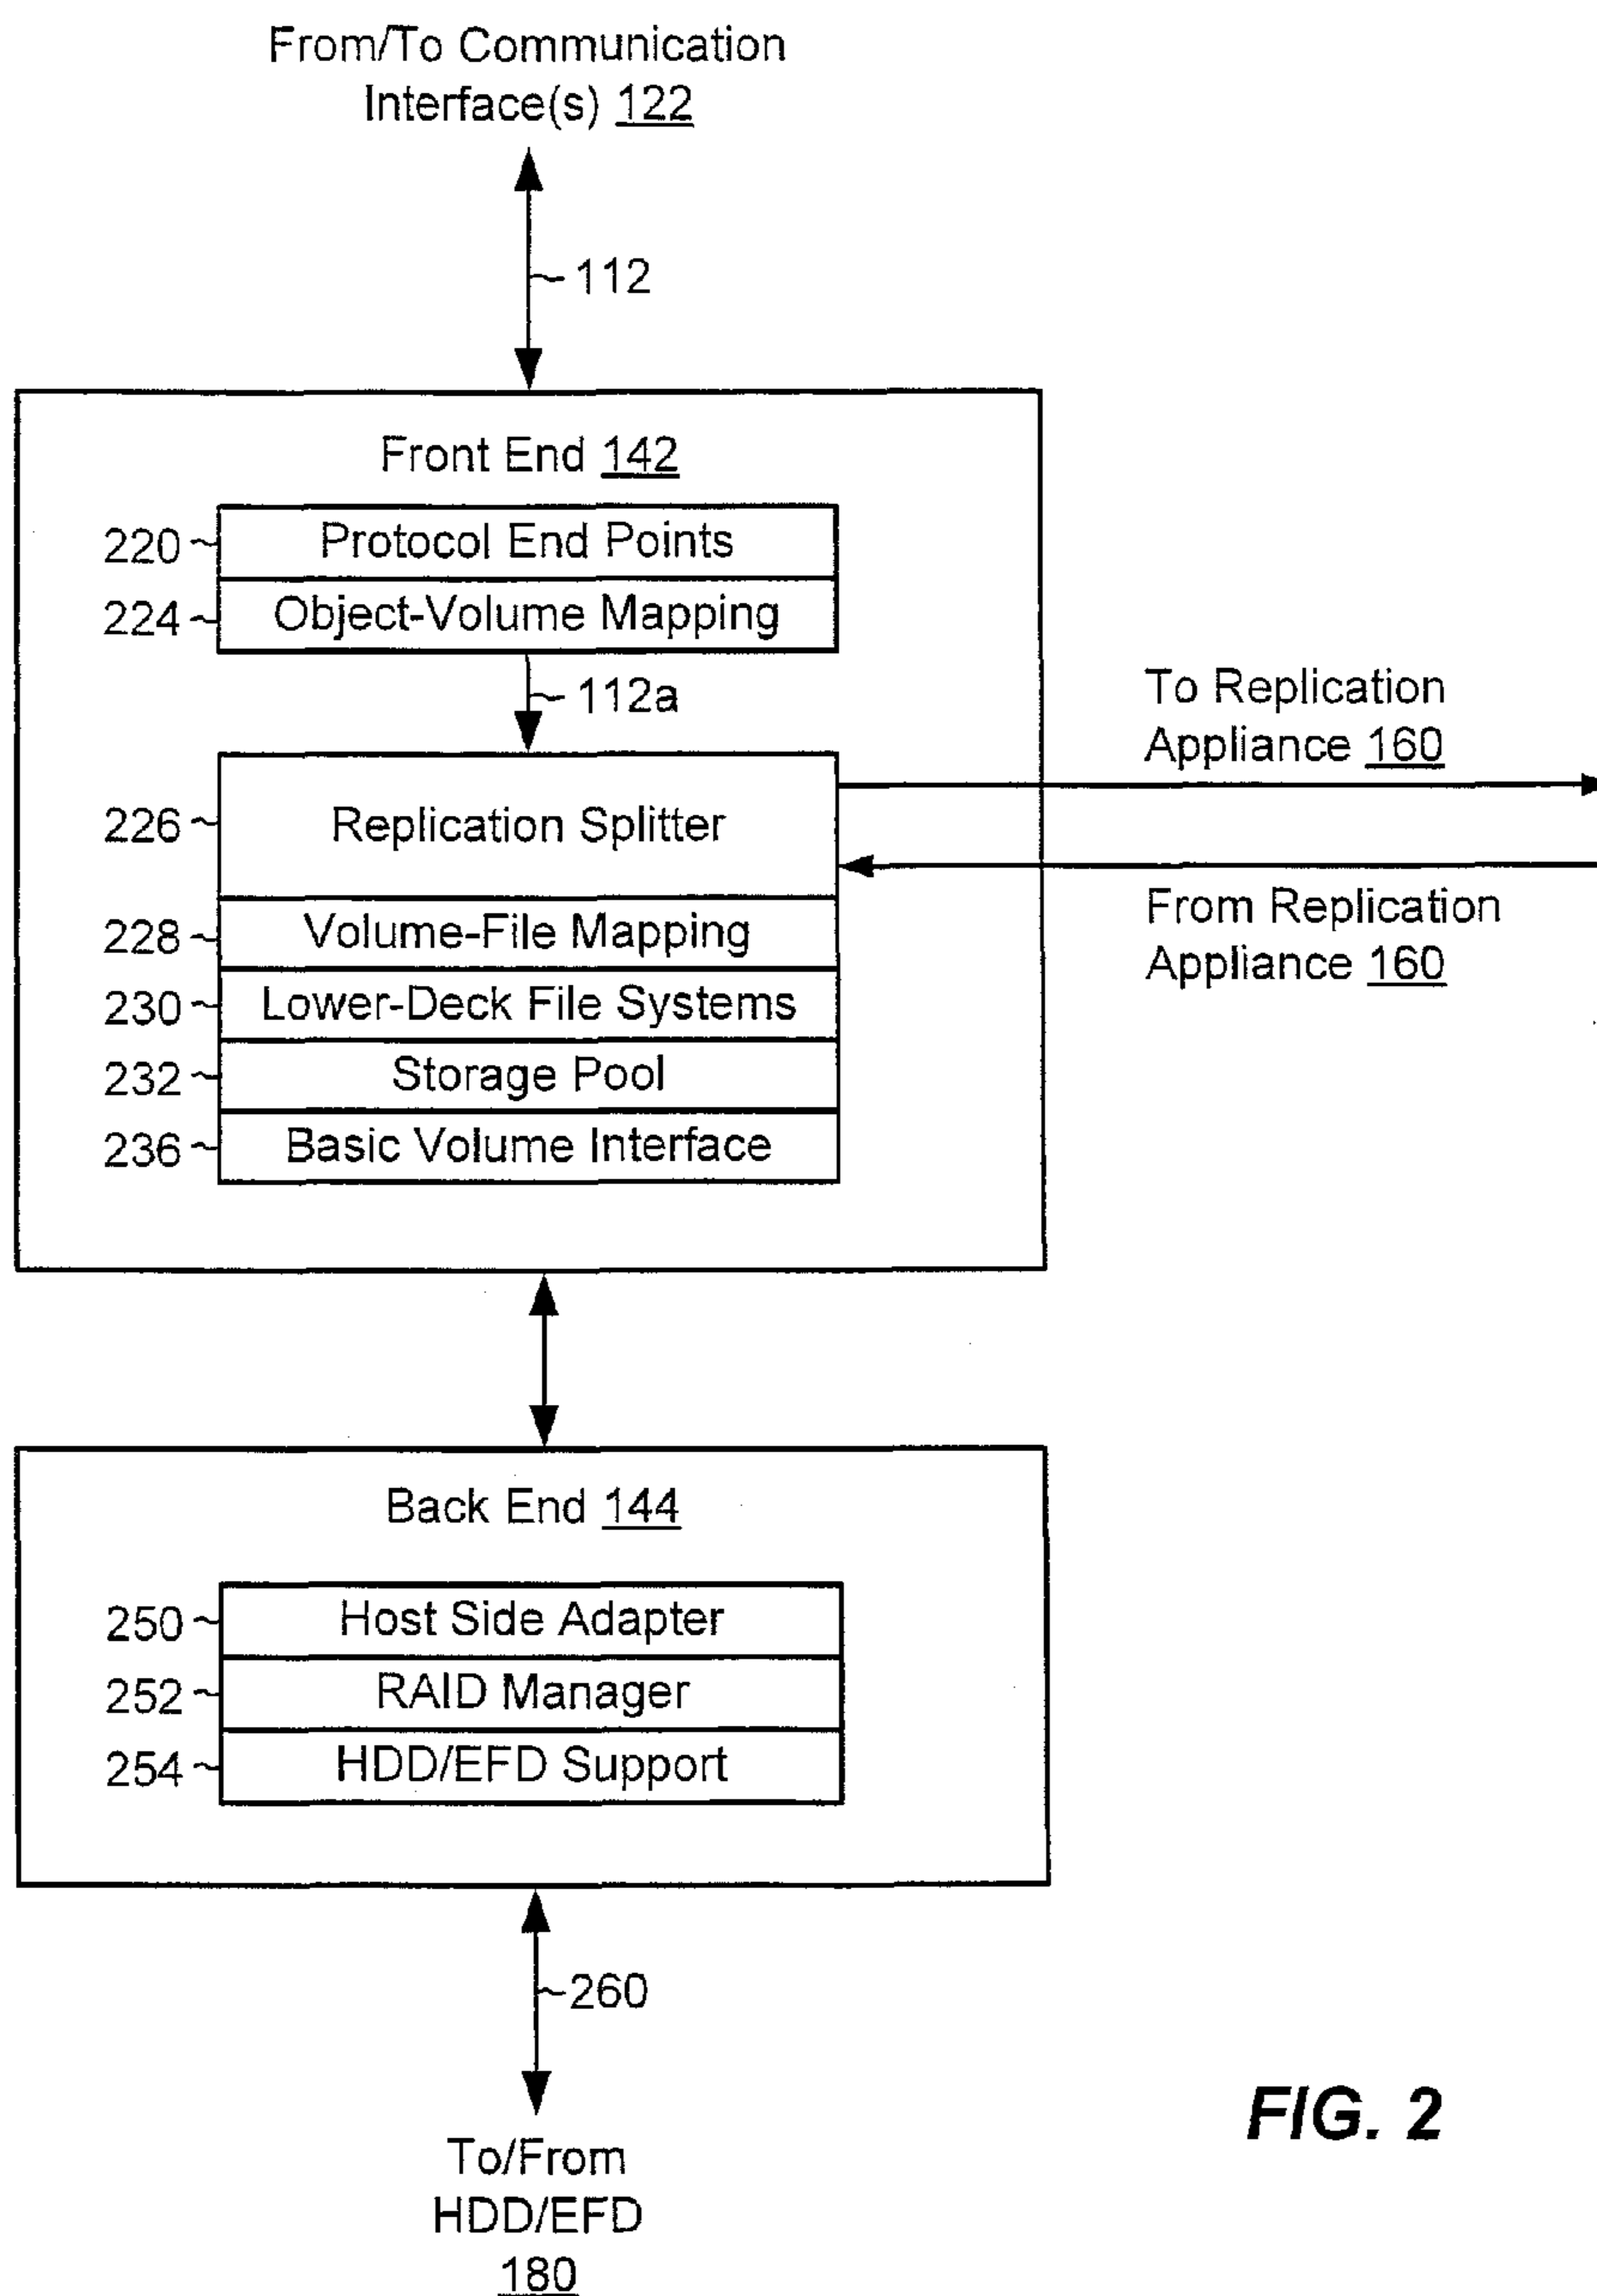 From/To Communication
Interface(s) 122
112
Front End 142
220 Protocol End Points
224 Object-Volume Mapping
112a
To Replication
Appliance 160
226 Replication Splitter
From Replication
Appliance 160
228 Volume-File Mapping
230 Lower-Deck File Systems
232 Storage Pool
236 Basic Volume Interface
Back End 144
250 Host Side Adapter
252 RAID Manager
254 HDD/EFD Support
260
To/From
HDD/EFD
180
FIG. 2